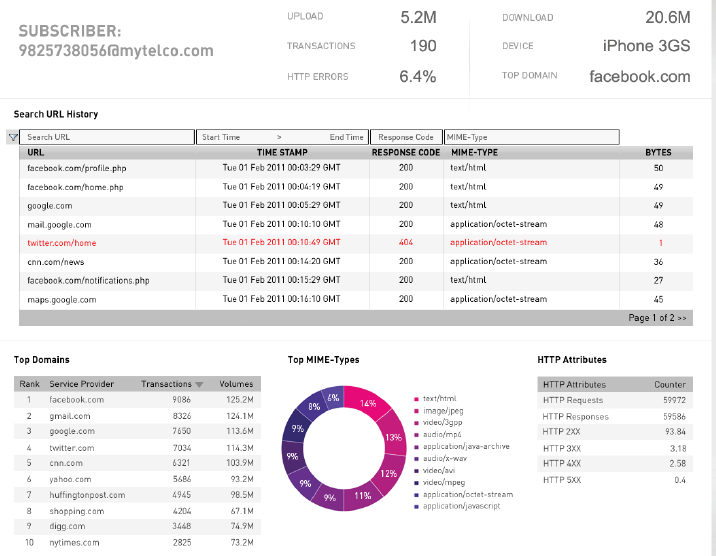 SUBSCRIBER:
9825738056@mytelco.com
UPLOAD 5.2M DOWNLOAD 20.6M
TRANSACTIONS 190 DEVICE iPhone 3GS
HTTP ERRORS 6.4% TOP DOMAIN facebook.com
Search URL History
Search URL Start Time > End Time Response Code MIME-Type
URL TIME STAMP RESPONSE CODE MIME-TYPE BYTES
facebook.com/profile.php Tue 01 Feb 2011 00:03:29 GMT 200 text/html 50
facebook.com/home.php Tue 01 Feb 2011 00:04:19 GMT 200 text/html 49
google.com Tue 01 Feb 2011 00:05:29 GMT 200 text/html 49
mail.google.com Tue 01 Feb 2011 00:10:10 GMT 200 application/octet-stream 48
twitter.com/home Tue 01 Feb 2011 00:10:49 GMT 404 application/octet-stream 1
cnn.com/news Tue 01 Feb 2011 00:14:20 GMT 200 application/octet-stream 36
facebook.com/notifications.php Tue 01 Feb 2011 00:15:29 GMT 200 text/html 27
maps.google.com Tue 01 Feb 2011 00:16:10 GMT 200 application/octet-stream 45
Page 1 of 2 >>
Top Domains
Rank Service Provider Transactions Volumes
1 facebook.com 9086 125.2M
2 gmail.com 8326 124.1M
3 google.com 7650 113.6M
4 twitter.com 7034 114.3M
5 cnn.com 6321 103.9M
6 yahoo.com 5686 93.2M
7 huffingtonpost.com 4945 98.5M
8 shopping.com 4204 67.1M
9 digg.com 3448 74.9M
10 nytimes.com 2825 73.2M
Top MIME-Types
14%
13%
12%
11%
9%
9%
9%
9%
8%
6%
text/html
image/jpeg
video/3gpp
audio/mp4
application/java-archive
audio/x-wav
video/avi
video/mpeg
application/octet-stream
application/javascript
HTTP Attributes
HTTP Attributes Counter
HTTP Requests 59972
HTTP Responses 59586
HTTP 2XX 93.84
HTTP 3XX 3.18
HTTP 4XX 2.58
HTTP 5XX 0.4